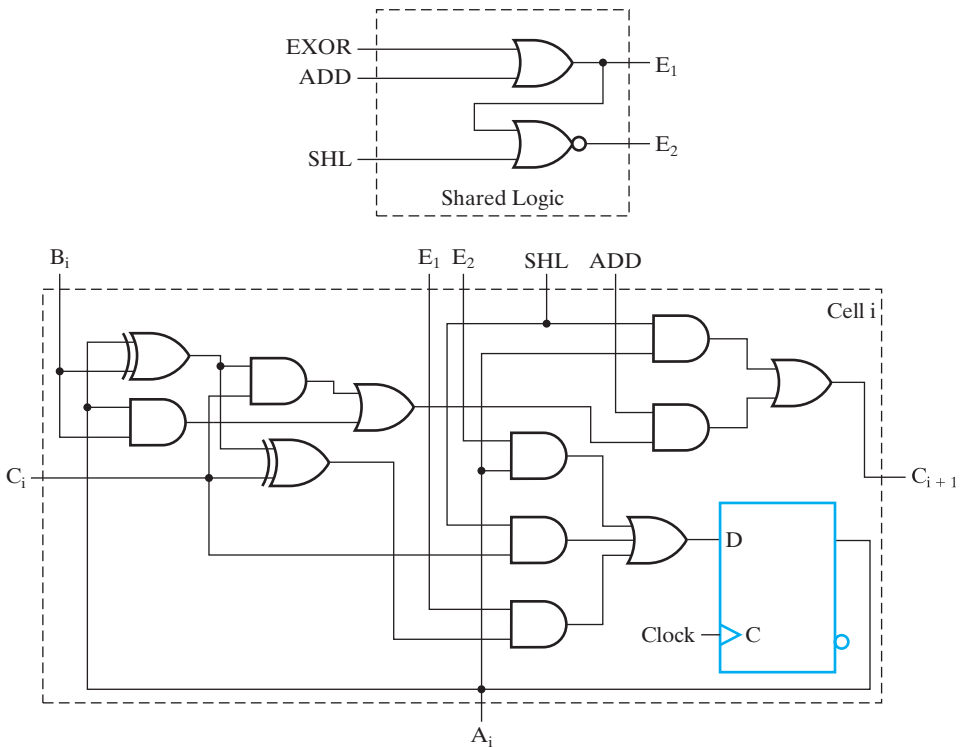 EXOR
ADD
E₁
SHL
E₂
Shared Logic
Bᵢ
E₁ E₂ SHL ADD
Cell i
Cᵢ
Cᵢ₊₁
D
Clock
C
Aᵢ